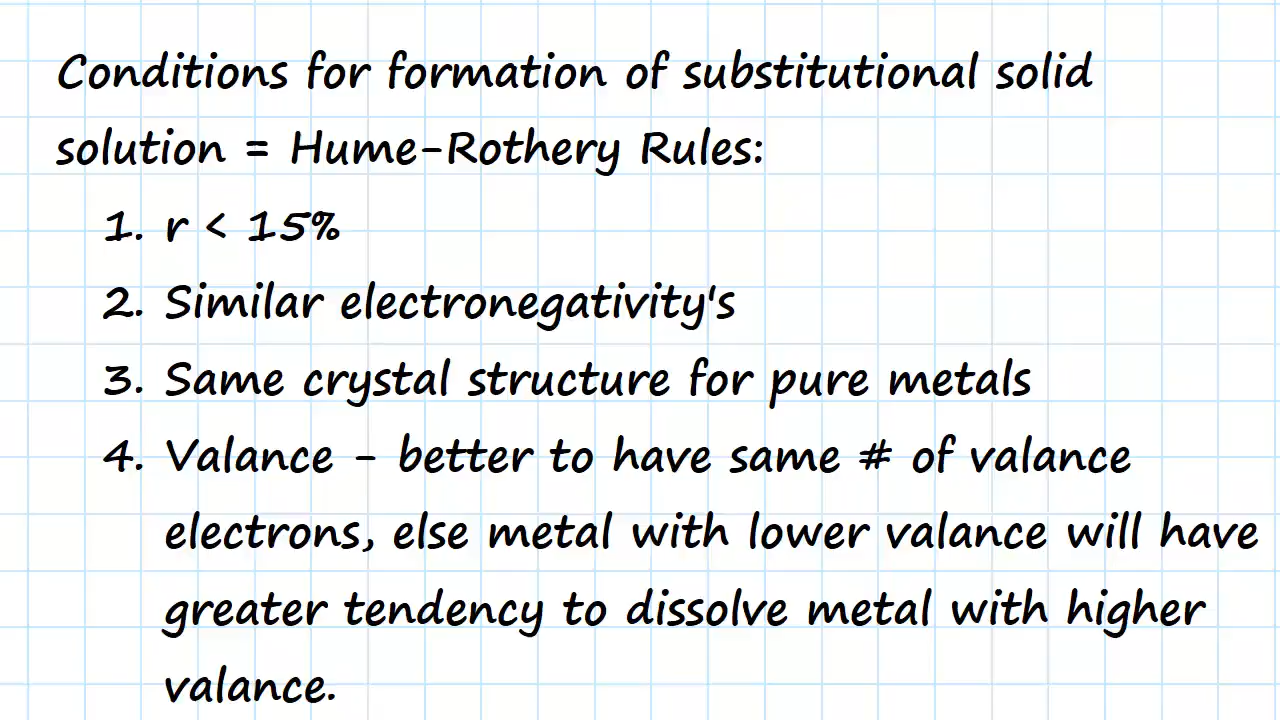 Conditions for formation of substitutional solid
solution = Hume-Rothery Rules:
1. r < 15%
2. Similar electronegativity's
3. Same crystal structure for pure metals
4. Valance - better to have same # of valance
electrons, else metal with lower valance will have
greater tendency to dissolve metal with higher
valance.